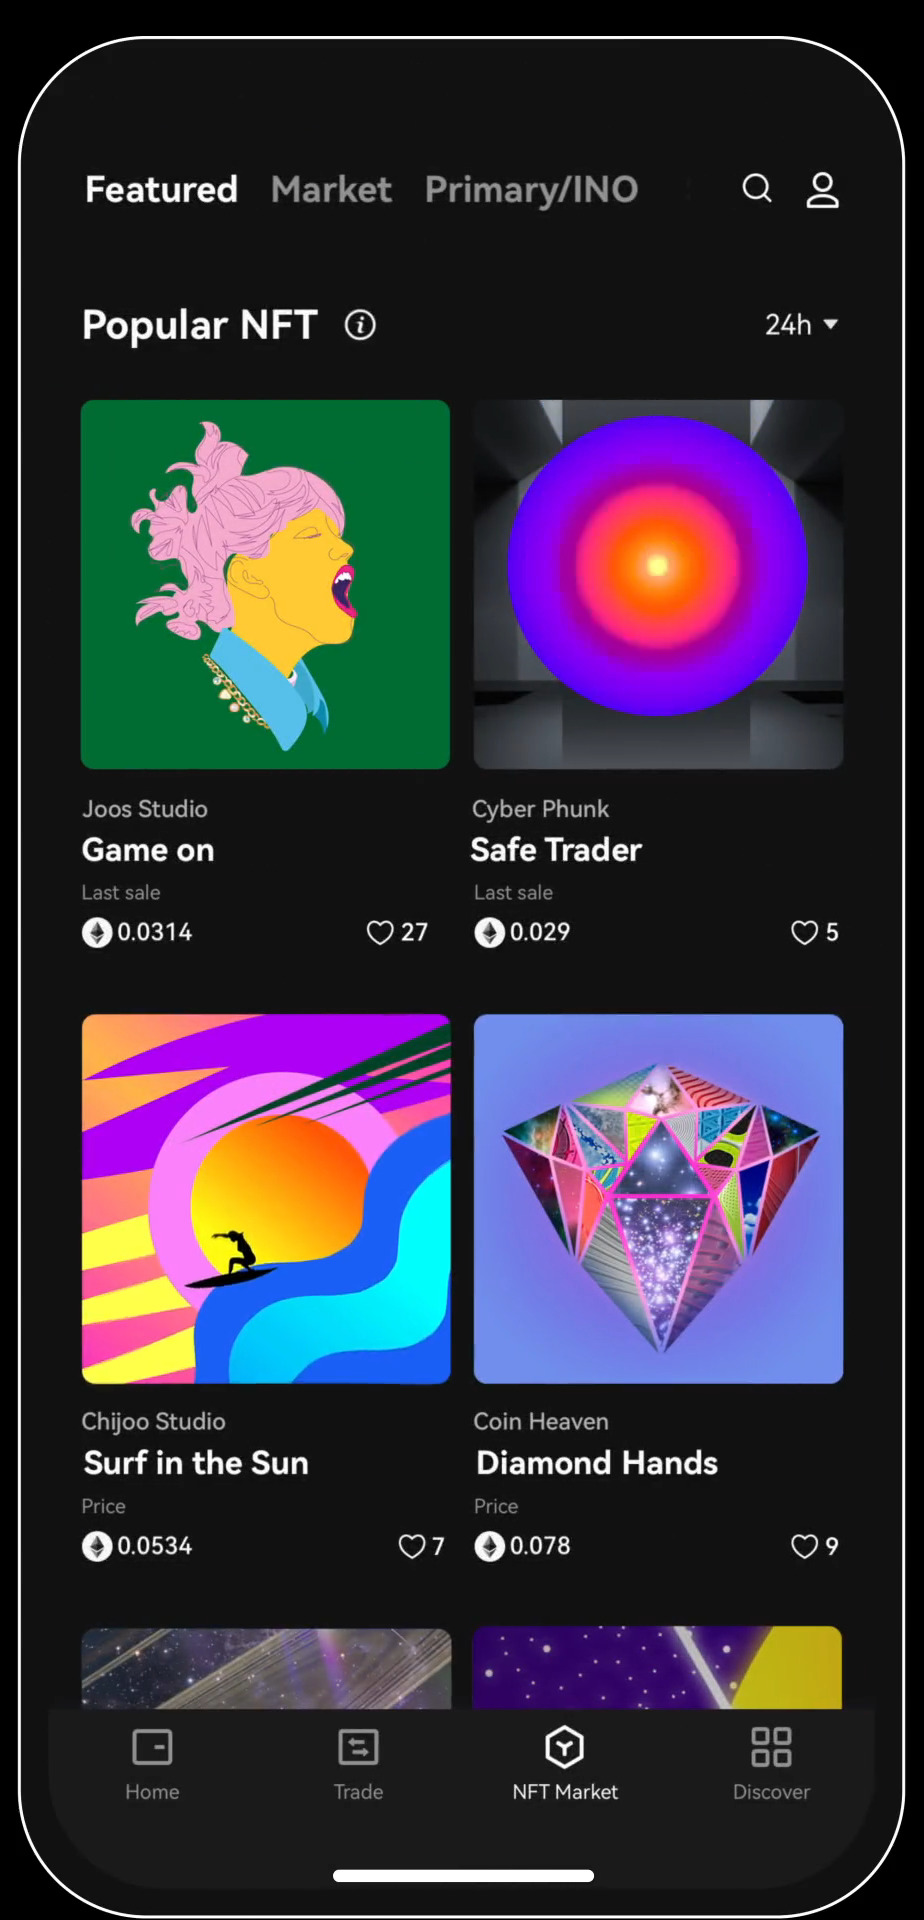 Featured Market Primary/INO
Popular NFT
24h
Joos Studio
Game on
Last sale
0.0314
27
Cyber Phunk
Safe Trader
Last sale
0.029
5
Chijoo Studio
Surf in the Sun
Price
0.0534
7
Coin Heaven
Diamond Hands
Price
0.078
9
Home
Trade
NFT Market
Discover